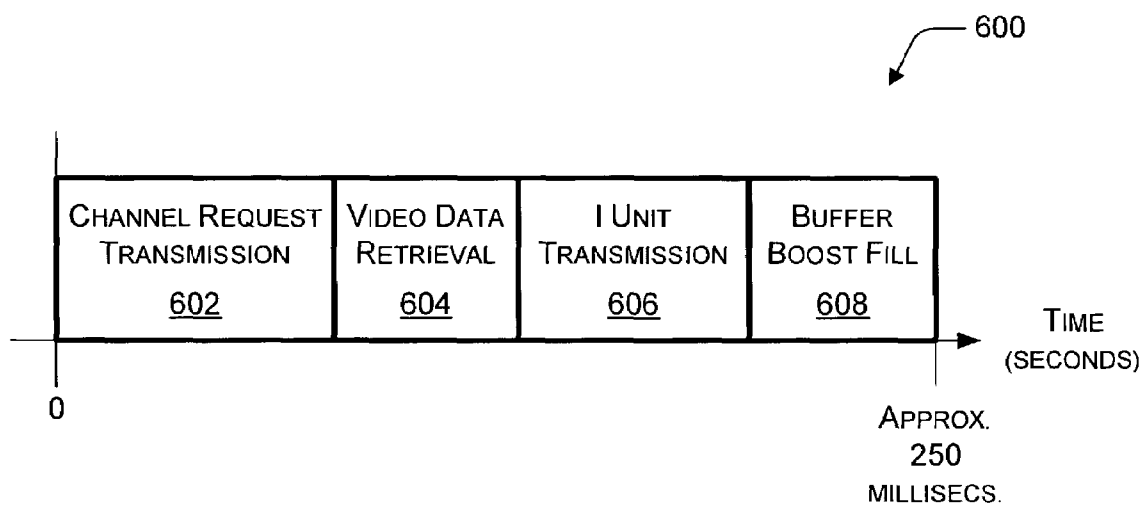 600
CHANNEL REQUEST
TRANSMISSION
602
VIDEO DATA
RETRIEVAL
604
I UNIT
TRANSMISSION
606
BUFFER
BOOST FILL
608
TIME
(SECONDS)
0
APPROX.
250
MILLISECS.